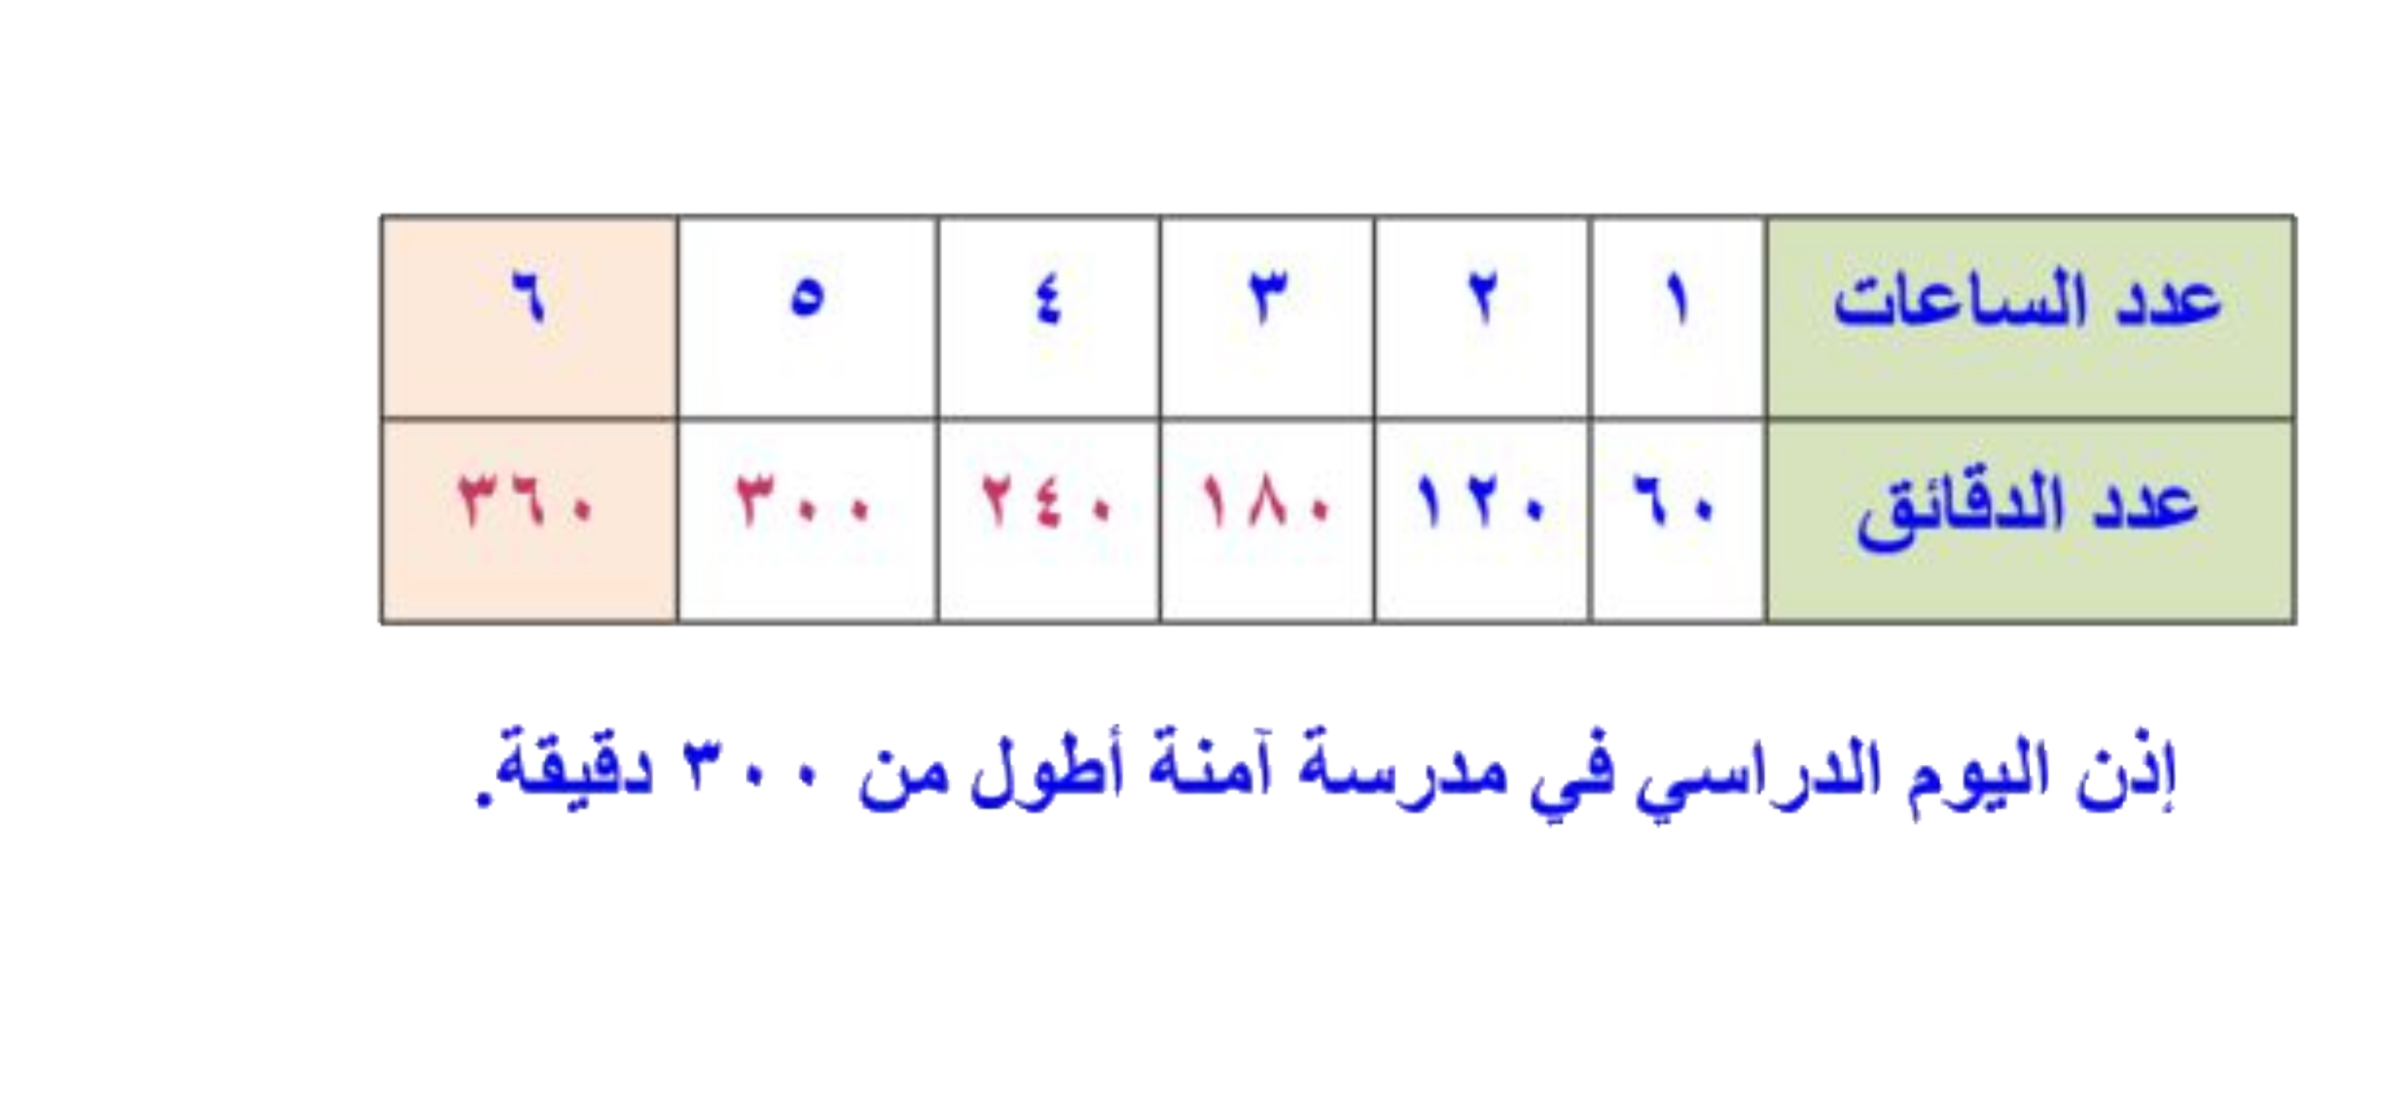 عدد الساعات ١ ٢ ٣ ٤ ٥ ٦
عدد الدقائق ٦٠ ١٢٠ ١٨٠ ٢٤٠ ٣٠٠ ٣٦٠
إذن اليوم الدراسي في مدرسة آمنة أطول من ٣٠٠ دقيقة.